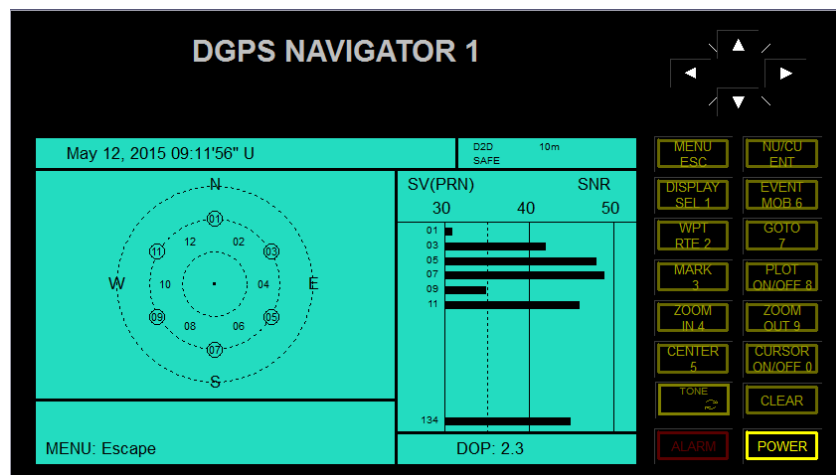 DGPS NAVIGATOR 1
May 12, 2015 09:11'56" U
D2D 10m
SAFE
N
01
12 02
11 03
W 10 04 E
09 05
08 06
07
S
SV(PRN) SNR
30 40 50
01
03
05
07
09
11
134
MENU: Escape
DOP: 2.3
MENU
ESC
NU/CU
ENT
DISPLAY
SEL 1
EVENT
MOB 6
WPT
RTE 2
GOTO
7
MARK
3
PLOT
ON/OFF 8
ZOOM
IN 4
ZOOM
OUT 9
CENTER
5
CURSOR
ON/OFF 0
TONE
CLEAR
ALARM
POWER